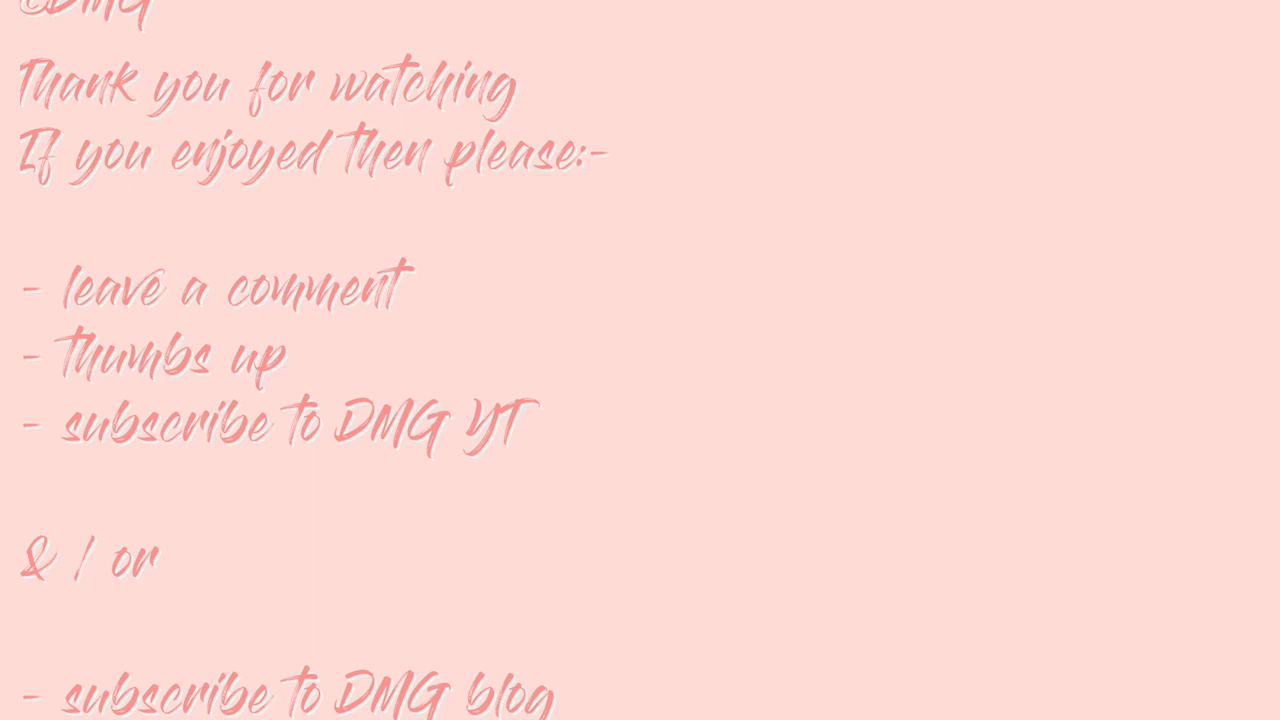 ©DMG
Thank you for watching
If you enjoyed then please:-
- leave a comment
- thumbs up
- subscribe to DMG YT
& / or
- subscribe to DMG blog